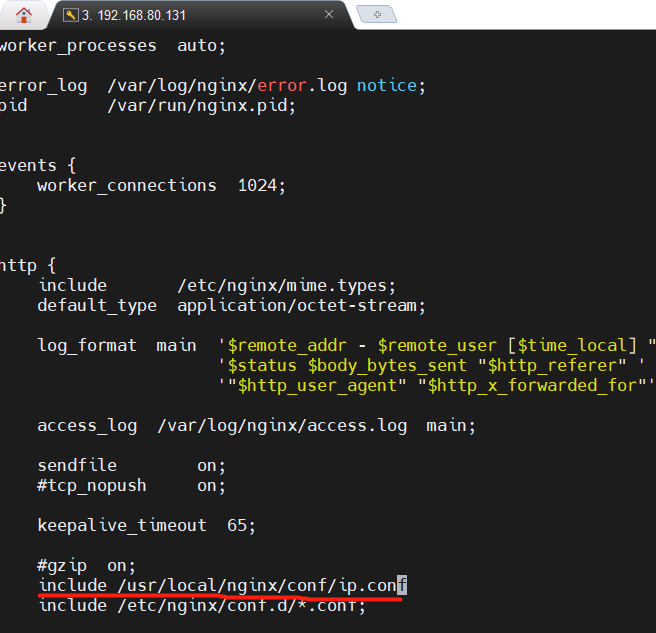 3. 192.168.80.131
worker_processes  auto;
error_log  /var/log/nginx/error.log notice;
pid        /var/run/nginx.pid;
events {
    worker_connections  1024;
}
http {
    include       /etc/nginx/mime.types;
    default_type  application/octet-stream;
    log_format  main  '$remote_addr - $remote_user [$time_local] "
                      '$status $body_bytes_sent "$http_referer" '
                      '"$http_user_agent" "$http_x_forwarded_for"'
    access_log  /var/log/nginx/access.log  main;
    sendfile        on;
    #tcp_nopush     on;
    keepalive_timeout  65;
    #gzip  on;
    include /usr/local/nginx/conf/ip.conf
    include /etc/nginx/conf.d/*.conf;